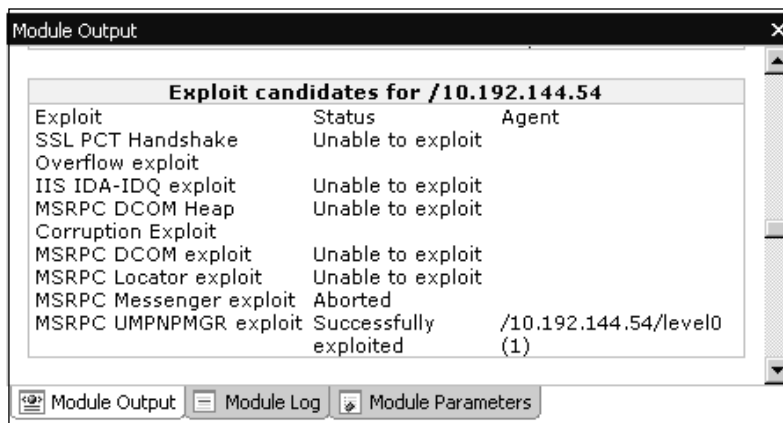 Module Output
Exploit candidates for /10.192.144.54
Exploit Status Agent
SSL PCT Handshake Unable to exploit
Overflow exploit
IIS IDA-IDQ exploit Unable to exploit
MSRPC DCOM Heap Unable to exploit
Corruption Exploit
MSRPC DCOM exploit Unable to exploit
MSRPC Locator exploit Unable to exploit
MSRPC Messenger exploit Aborted
MSRPC UMPNPMGR exploit Successfully /10.192.144.54/level0
exploited (1)
Module Output Module Log Module Parameters